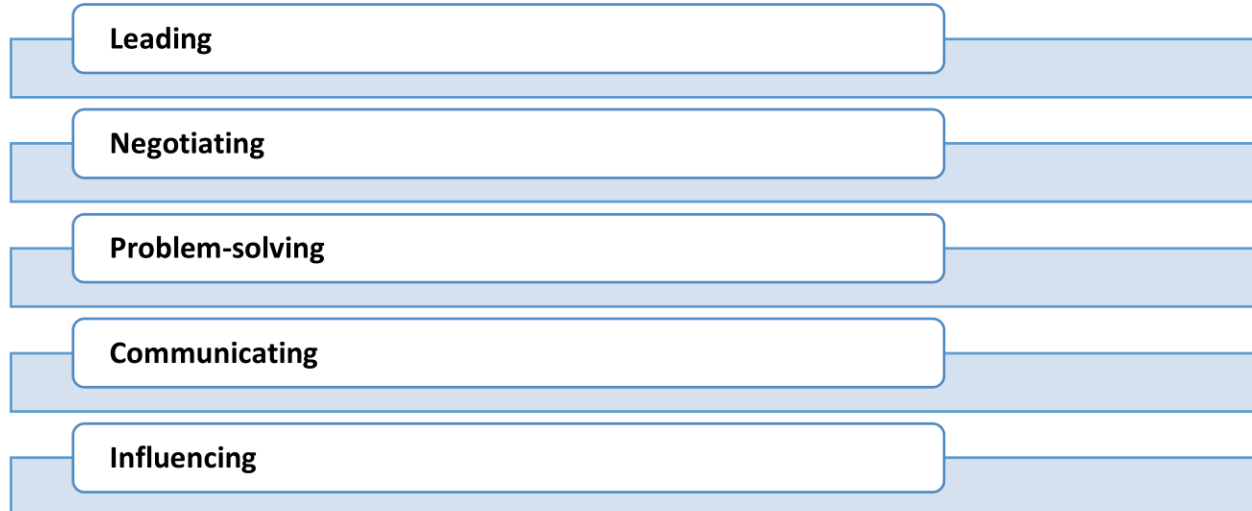 Leading
Negotiating
Problem-solving
Communicating
Influencing